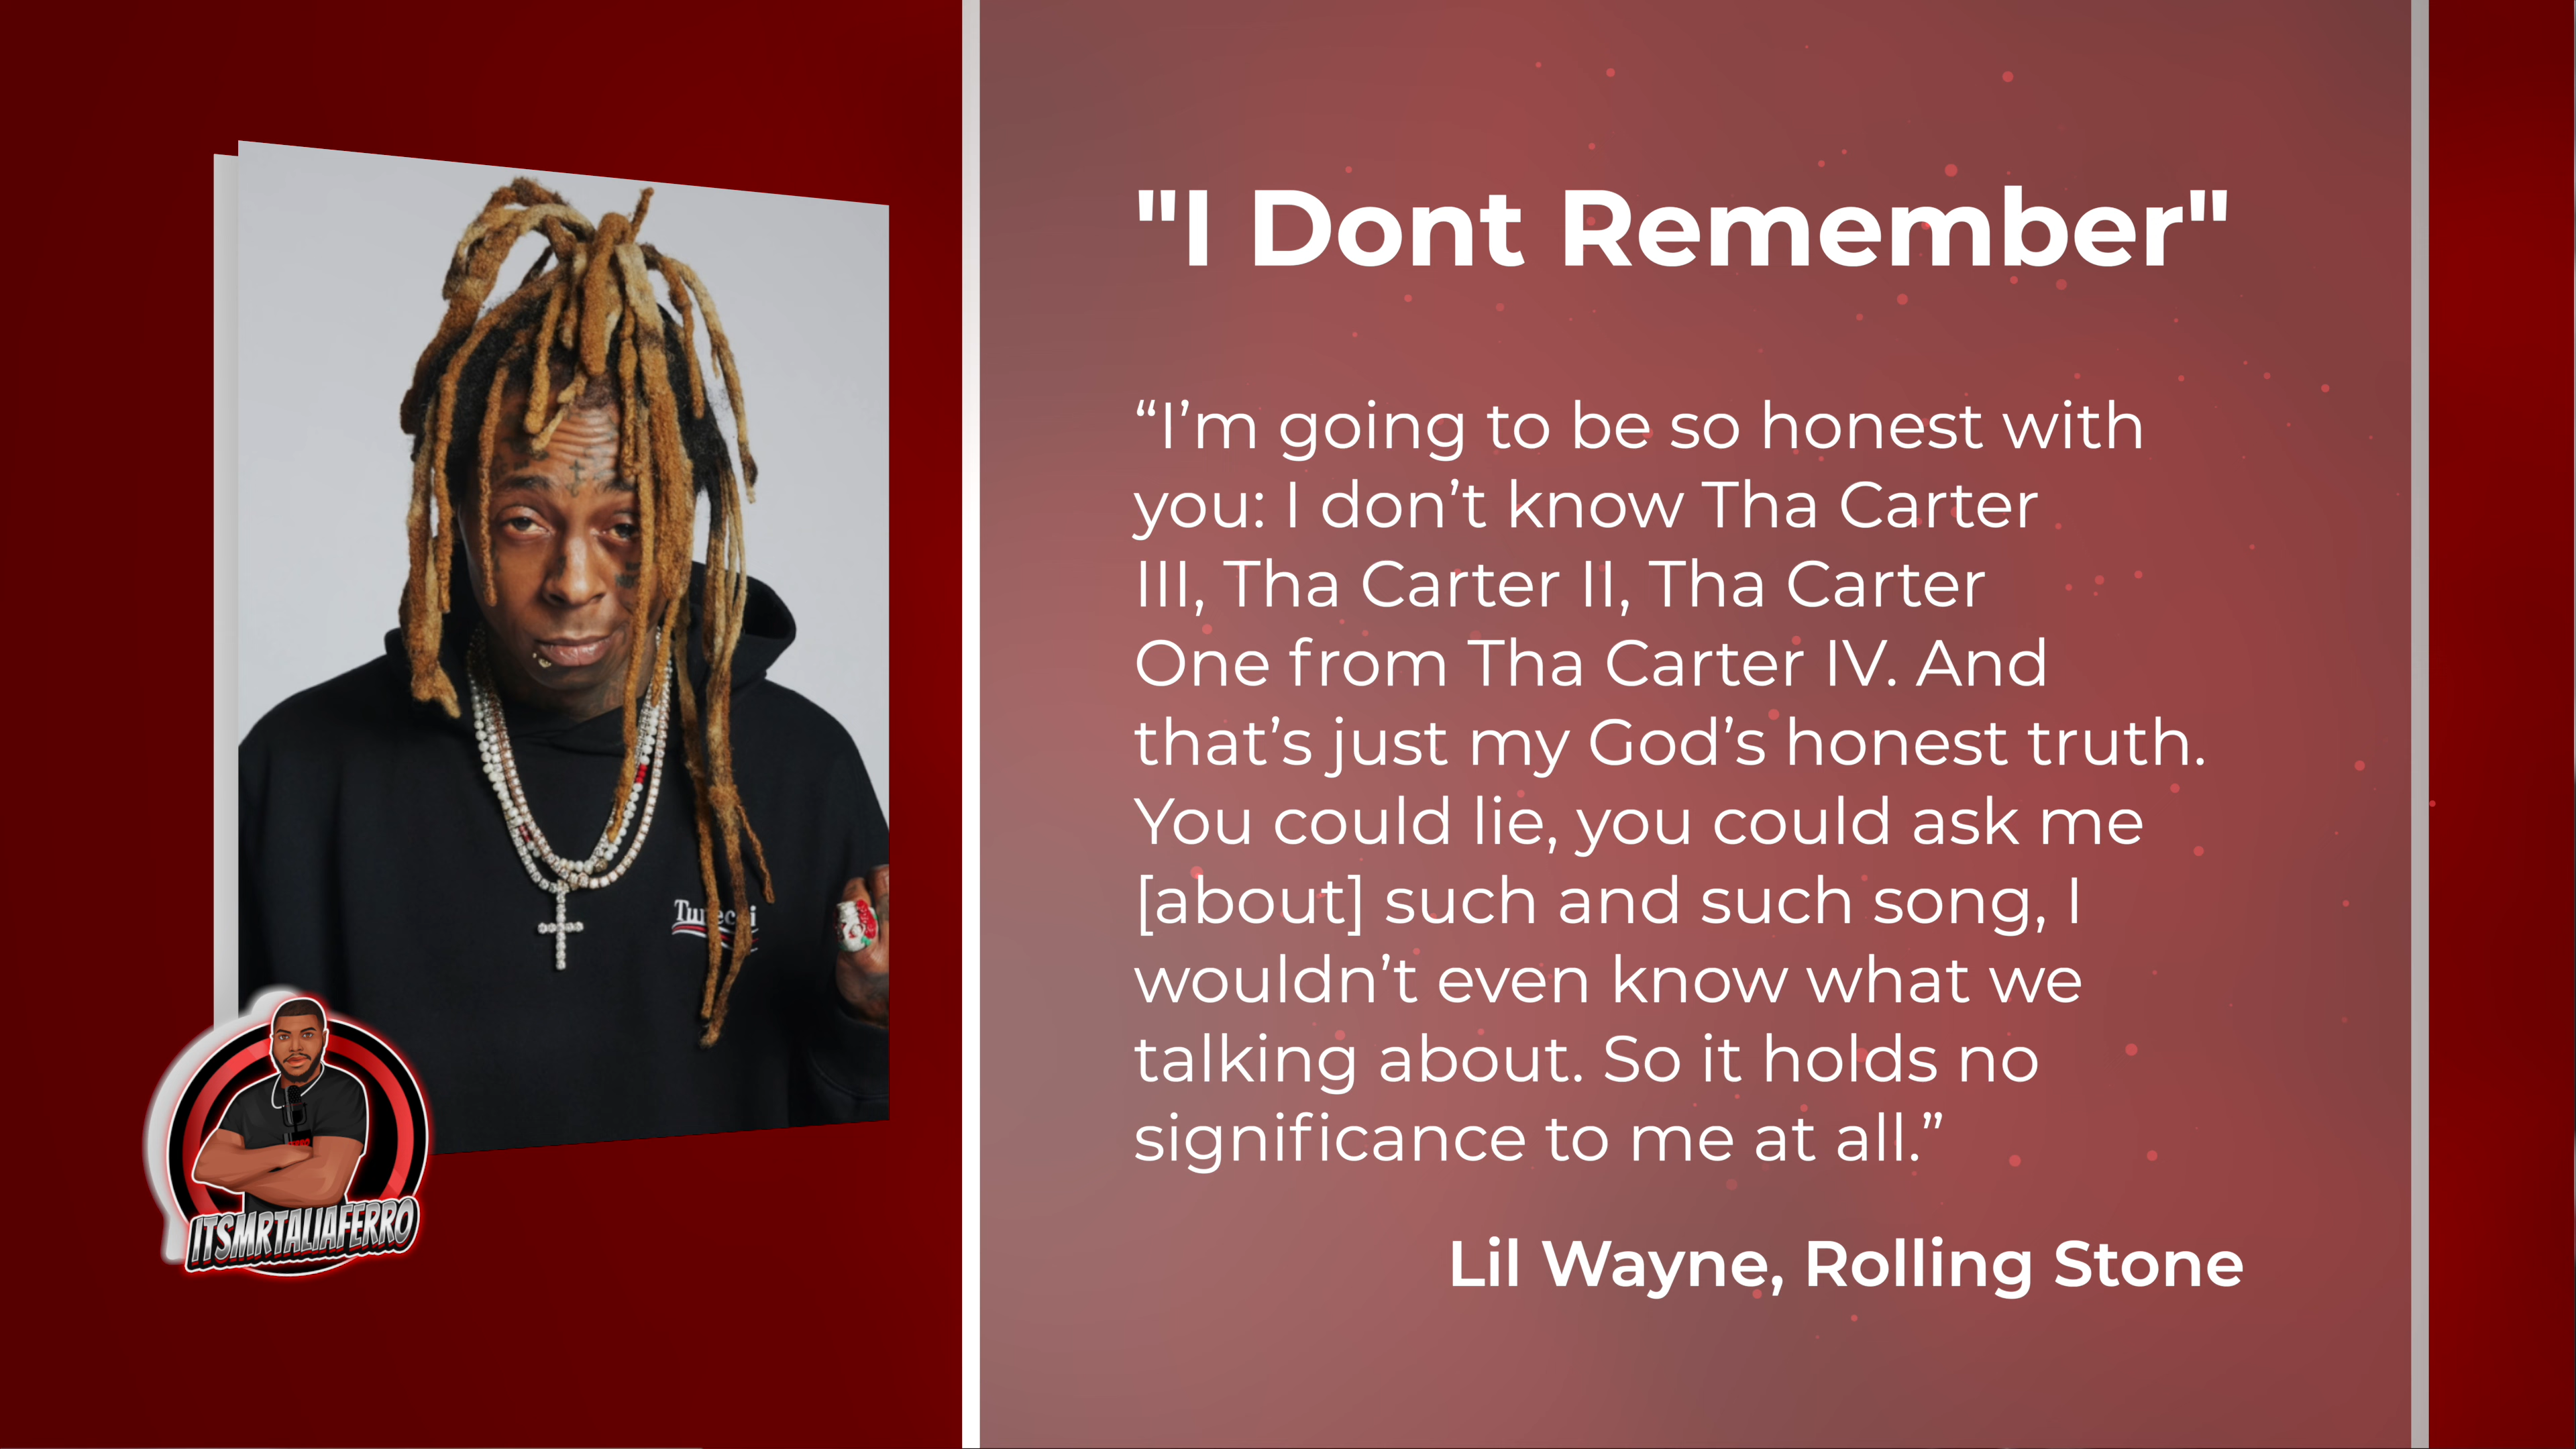 "I Dont Remember"
“I’m going to be so honest with
you: I don’t know Tha Carter
III, Tha Carter II, Tha Carter
One from Tha Carter IV. And
that’s just my God’s honest truth.
You could lie, you could ask me
[about] such and such song, I
wouldn’t even know what we
talking about. So it holds no
significance to me at all.”
Lil Wayne, Rolling Stone
ITSMRTALIAFERRO